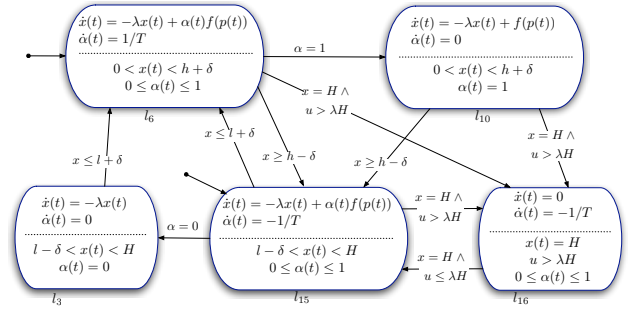 ẋ(t) = −λx(t) + α(t)f(p(t))
α̇(t) = 1/T
0 < x(t) < h + δ
0 ≤ α(t) ≤ 1
l₆
α = 1
ẋ(t) = −λx(t) + f(p(t))
α̇(t) = 0
0 < x(t) < h + δ
α(t) = 1
l₁₀
x = H ∧
u > λH
x ≤ l + δ
x ≤ l + δ
x ≥ h − δ
x ≥ h − δ
x = H ∧
u > λH
ẋ(t) = −λx(t)
α̇(t) = 0
l − δ < x(t) < H
α(t) = 0
l₃
α = 0
ẋ(t) = −λx(t) + α(t)f(p(t))
α̇(t) = −1/T
l − δ < x(t) < H
0 ≤ α(t) ≤ 1
l₁₅
x = H ∧
u > λH
x = H ∧
u ≤ λH
ẋ(t) = 0
α̇(t) = −1/T
x(t) = H
u > λH
0 ≤ α(t) ≤ 1
l₁₆